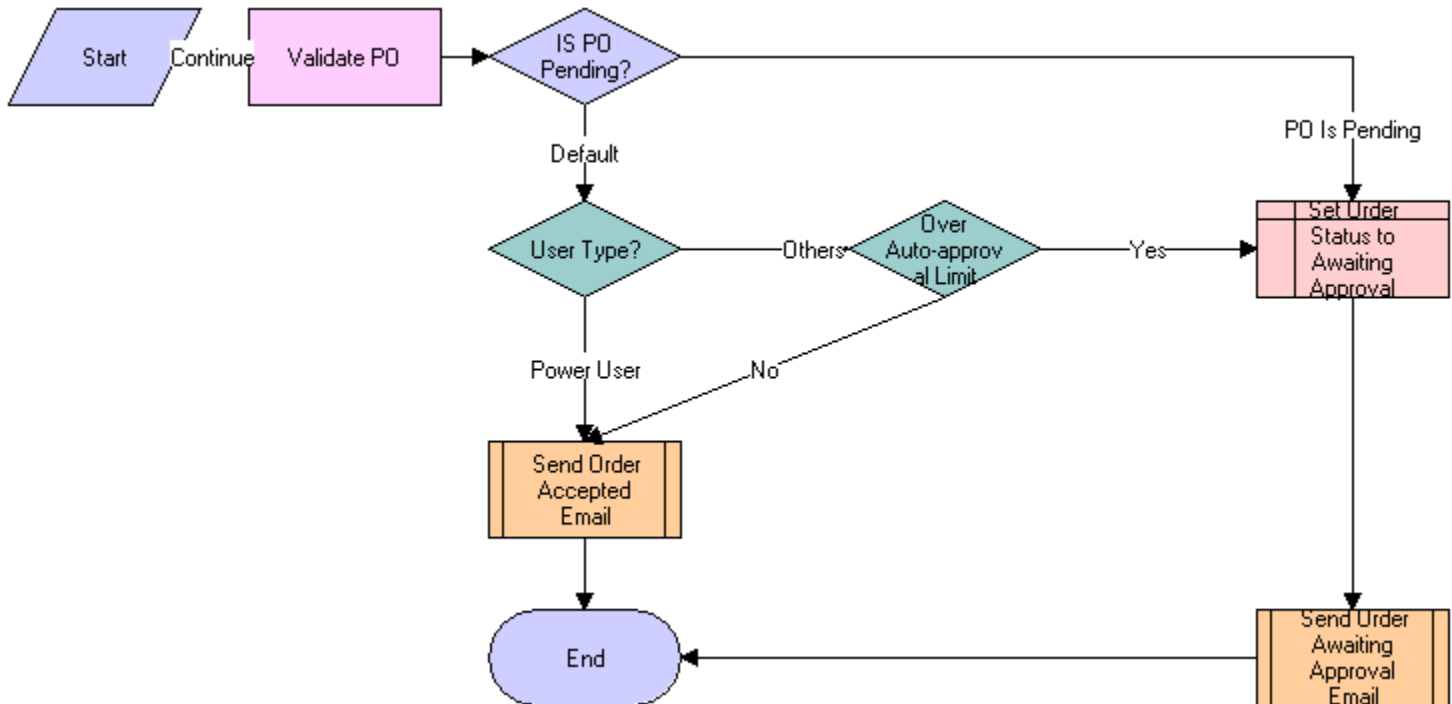 Start
Continue
Validate PO
IS PO
Pending?
PO Is Pending
Default
User Type?
Others
Over
Auto-approv
al Limit
Yes
Set Order
Status to
Awaiting
Approval
Power User
No
Send Order
Accepted
Email
End
Send Order
Awaiting
Approval
Email